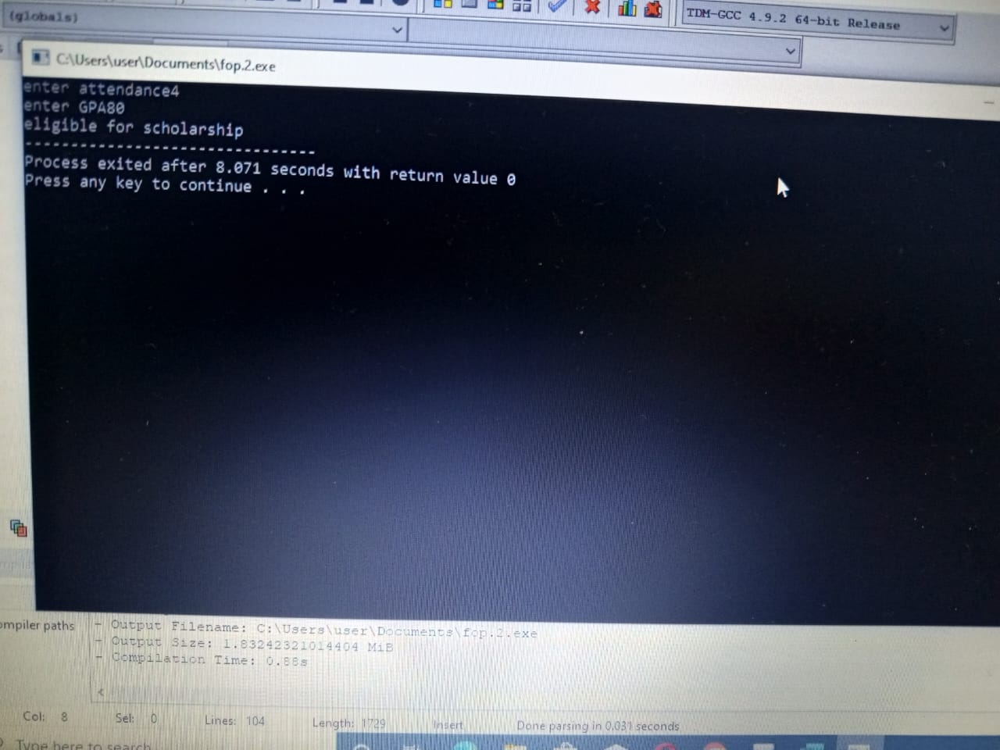 (globals)
TDM-GCC 4.9.2 64-bit Release
C:\Users\user\Documents\fop.2.exe
enter attendance4
enter GPA80
eligible for scholarship
--------------------------------
Process exited after 8.071 seconds with return value 0
Press any key to continue . . .
ompiler paths
- Output Filename: C:\Users\user\Documents\fop.2.exe
- Output Size: 1.83242321014404 MiB
- Compilation Time: 0.88s
Col: 8 Sel: 0 Lines: 104 Length: 1729 Insert Done parsing in 0.031 seconds
Type here to search